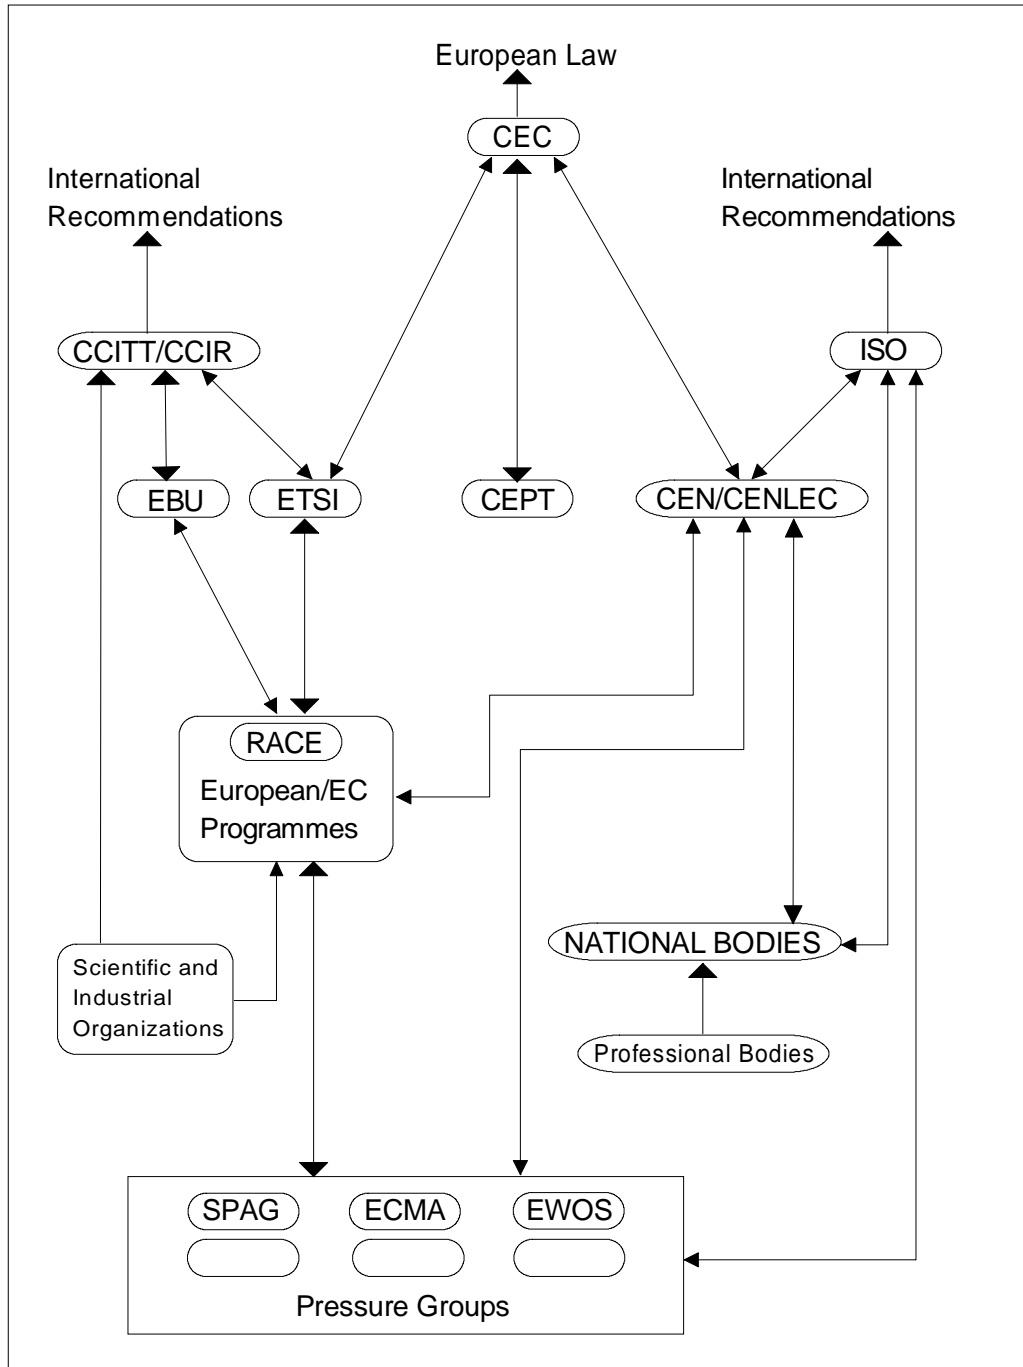 European Law
CEC
International
Recommendations
International
Recommendations
CCITT/CCIR
ISO
EBU
ETSI
CEPT
CEN/CENLEC
RACE
European/EC
Programmes
NATIONAL BODIES
Scientific and
Industrial
Organizations
Professional Bodies
SPAG
ECMA
EWOS
Pressure Groups